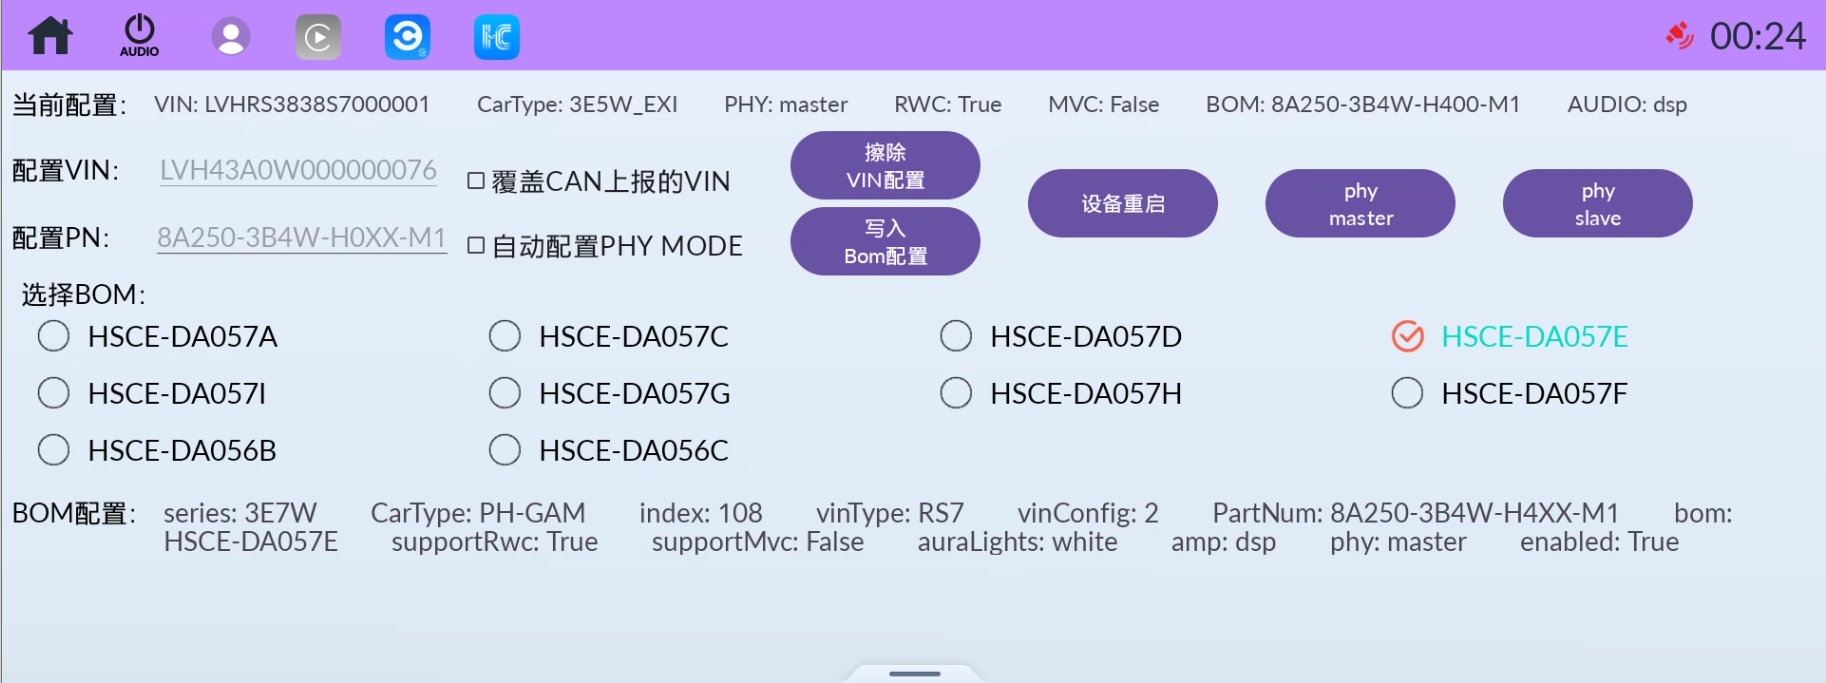 AUDIO
00:24
当前配置: VIN: LVHRS3838S7000001 CarType: 3E5W_EXI PHY: master RWC: True MVC: False BOM: 8A250-3B4W-H400-M1 AUDIO: dsp
配置VIN: LVH43A0W000000076
覆盖CAN上报的VIN
擦除
VIN配置
设备重启
phy
master
phy
slave
配置PN: 8A250-3B4W-H0XX-M1
自动配置PHY MODE
写入
Bom配置
选择BOM:
HSCE-DA057A HSCE-DA057C HSCE-DA057D HSCE-DA057E
HSCE-DA057I HSCE-DA057G HSCE-DA057H HSCE-DA057F
HSCE-DA056B HSCE-DA056C
BOM配置: series: 3E7W CarType: PH-GAM index: 108 vinType: RS7 vinConfig: 2 PartNum: 8A250-3B4W-H4XX-M1 bom:
HSCE-DA057E supportRwc: True supportMvc: False auraLights: white amp: dsp phy: master enabled: True